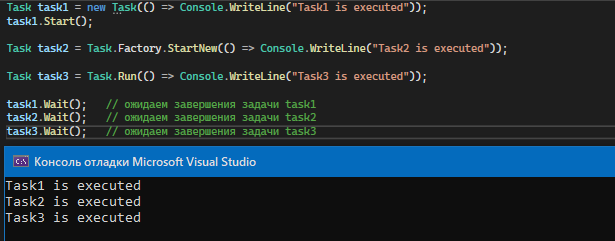 Task task1 = new Task(() => Console.WriteLine("Task1 is executed"));
task1.Start();
Task task2 = Task.Factory.StartNew(() => Console.WriteLine("Task2 is executed"));
Task task3 = Task.Run(() => Console.WriteLine("Task3 is executed"));
task1.Wait();   // ожидаем завершения задачи task1
task2.Wait();   // ожидаем завершения задачи task2
task3.Wait();   // ожидаем завершения задачи task3
C:\ Консоль отладки Microsoft Visual Studio
Task1 is executed
Task2 is executed
Task3 is executed